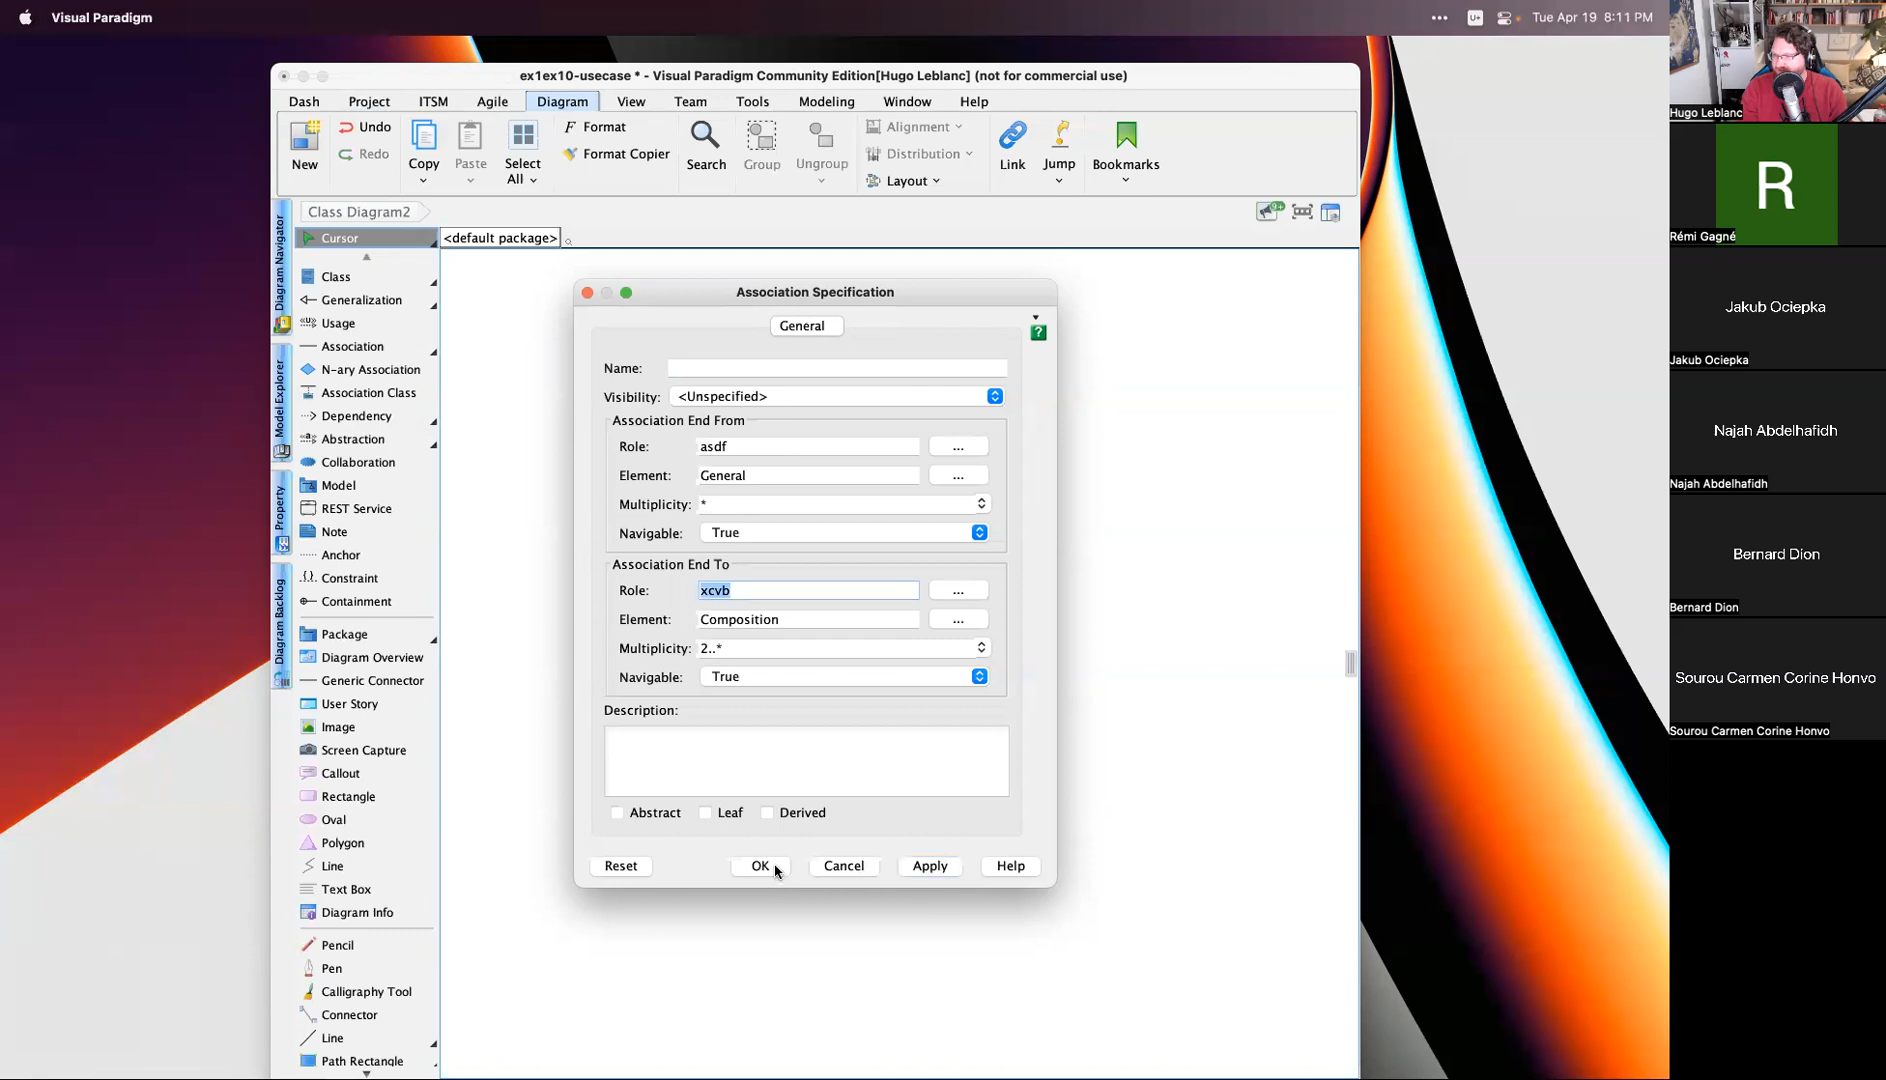 Visual Paradigm
Tue Apr 19 8:11 PM
ex1ex10-usecase * - Visual Paradigm Community Edition[Hugo Leblanc] (not for commercial use)
Dash Project ITSM Agile Diagram View Team Tools Modeling Window Help
New
Undo
Redo
Copy
Paste
Select All
Format
Format Copier
Search
Group
Ungroup
Alignment
Distribution
Layout
Link
Jump
Bookmarks
Class Diagram2
9+
Diagram Navigator
Model Explorer
Property
Diagram Backlog
Cursor
<default package>
Class
Generalization
Usage
Association
N-ary Association
Association Class
Dependency
Abstraction
Collaboration
Model
REST Service
Note
Anchor
Constraint
Containment
Package
Diagram Overview
Generic Connector
User Story
Image
Screen Capture
Callout
Rectangle
Oval
Polygon
Line
Text Box
Diagram Info
Pencil
Pen
Calligraphy Tool
Connector
Line
Path Rectangle
Association Specification
General
?
Name:
Visibility: <Unspecified>
Association End From
Role: asdf ...
Element: General ...
Multiplicity: *
Navigable: True
Association End To
Role: xcvb ...
Element: Composition ...
Multiplicity: 2..*
Navigable: True
Description:
Abstract Leaf Derived
Reset OK Cancel Apply Help
Hugo Leblanc
R
Rémi Gagné
Jakub Ociepka
Jakub Ociepka
Najah Abdelhafidh
Najah Abdelhafidh
Bernard Dion
Bernard Dion
Sourou Carmen Corine Honvo
Sourou Carmen Corine Honvo